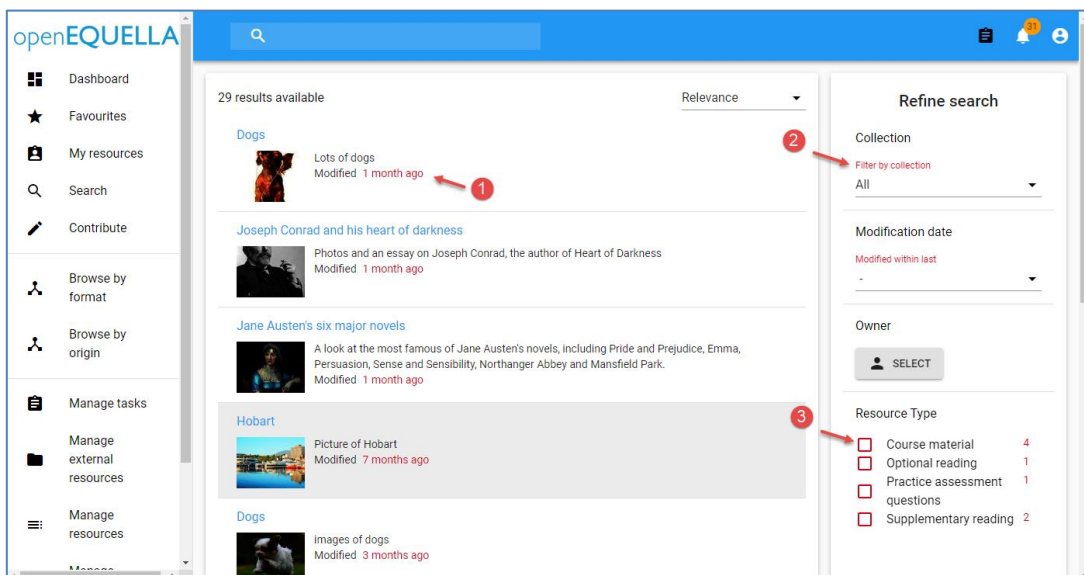 openEQUELLA
31
Dashboard
Favourites
My resources
Search
Contribute
Browse by
format
Browse by
origin
Manage tasks
Manage
external
resources
Manage
resources
29 results available
Relevance
Dogs
Lots of dogs
Modified 1 month ago
1
Joseph Conrad and his heart of darkness
Photos and an essay on Joseph Conrad, the author of Heart of Darkness
Modified 1 month ago
Jane Austen's six major novels
A look at the most famous of Jane Austen's novels, including Pride and Prejudice, Emma,
Persuasion, Sense and Sensibility, Northanger Abbey and Mansfield Park.
Modified 1 month ago
Hobart
Picture of Hobart
Modified 7 months ago
Dogs
images of dogs
Modified 3 months ago
Refine search
Collection
2
Filter by collection
All
Modification date
Modified within last
-
Owner
SELECT
Resource Type
3
Course material 4
Optional reading 1
Practice assessment 1
questions
Supplementary reading 2